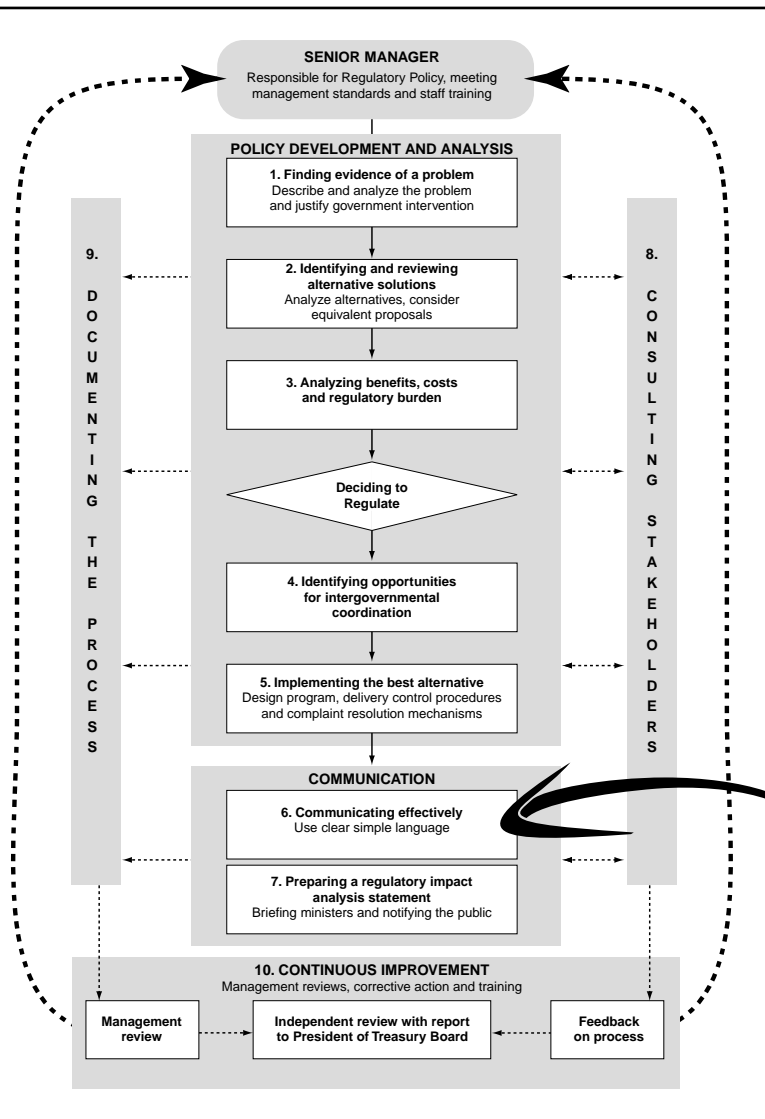 SENIOR MANAGER
Responsible for Regulatory Policy, meeting
management standards and staff training
POLICY DEVELOPMENT AND ANALYSIS
1. Finding evidence of a problem
Describe and analyze the problem
and justify government intervention
9.
DOCUMENTING THE PROCESS
8.
CONSULTING STAKEHOLDERS
2. Identifying and reviewing
alternative solutions
Analyze alternatives, consider
equivalent proposals
3. Analyzing benefits, costs
and regulatory burden
Deciding to
Regulate
4. Identifying opportunities
for intergovernmental
coordination
5. Implementing the best alternative
Design program, delivery control procedures
and complaint resolution mechanisms
COMMUNICATION
6. Communicating effectively
Use clear simple language
7. Preparing a regulatory impact
analysis statement
Briefing ministers and notifying the public
10. CONTINUOUS IMPROVEMENT
Management reviews, corrective action and training
Management
review
Independent review with report
to President of Treasury Board
Feedback
on process